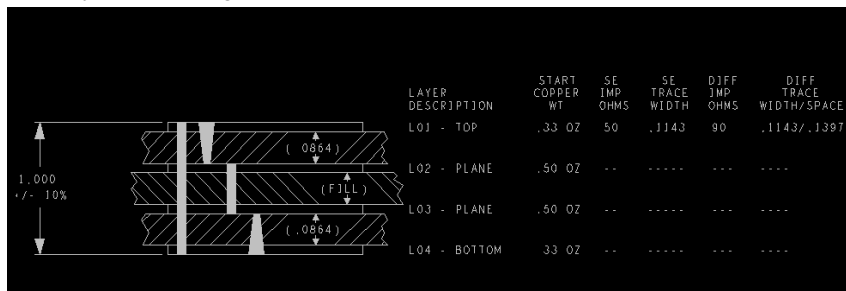 LAYER DESCRIPTION START COPPER WT SE IMP OHMS SE TRACE WIDTH DIFF IMP OHMS DIFF TRACE WIDTH/SPACE
L01 - TOP .33 OZ 50 .1143 90 .1143/.1397
(.0864)
L02 - PLANE .50 OZ -- ----- --- ----
1.000
+/- 10%
(FILL)
L03 - PLANE .50 OZ -- ----- --- ----
(.0864)
L04 - BOTTOM .33 OZ -- ----- --- ----